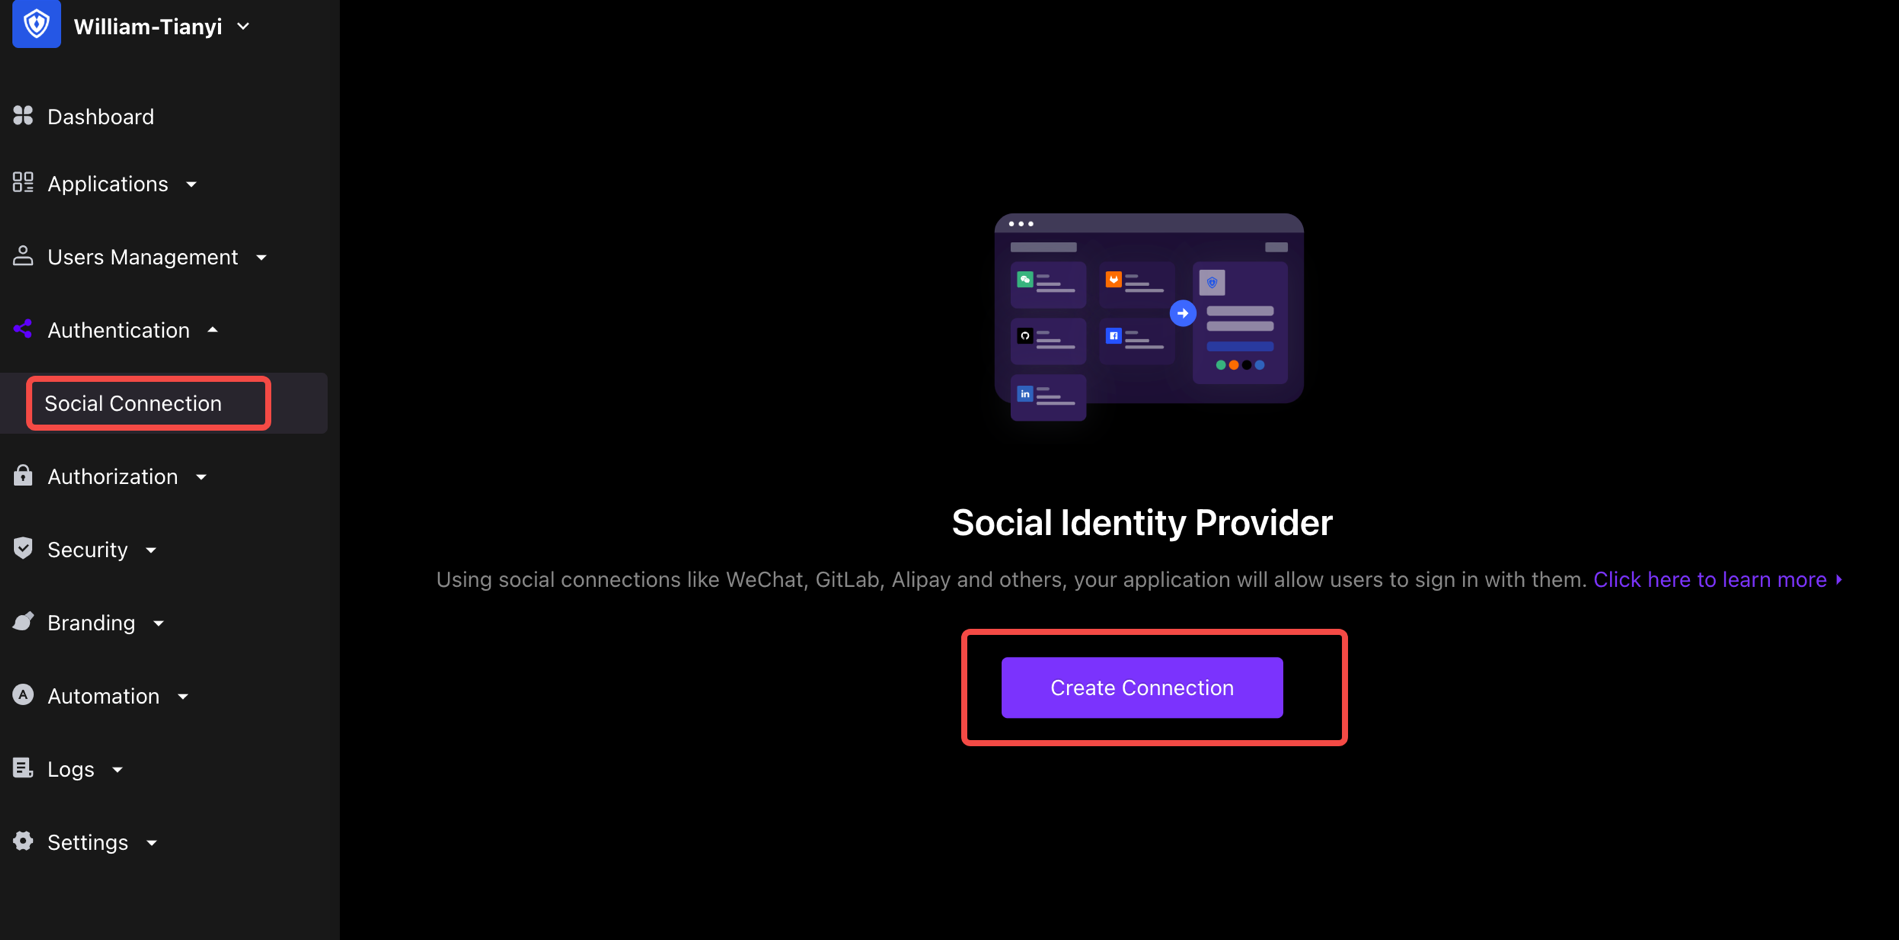 William-Tianyi
Dashboard
Applications
Users Management
Authentication
Social Connection
Authorization
Security
Branding
Automation
Logs
Settings
in
Social Identity Provider
Using social connections like WeChat, GitLab, Alipay and others, your application will allow users to sign in with them. Click here to learn more
Create Connection